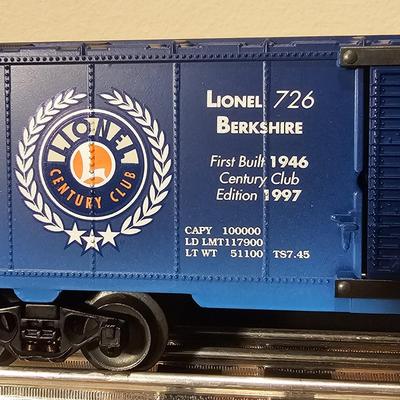 LIONEL
CENTURY CLUB
LIONEL 726
BERKSHIRE
First Built 1946
Century Club
Edition 1997
CAPY 100000
LD LMT117900
LT WT 51100 TS7.45